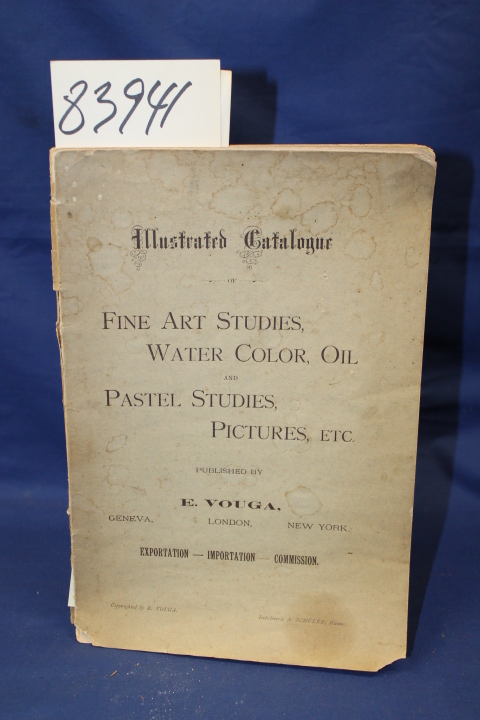 83941
Illustrated Catalogue
OF
FINE ART STUDIES,
WATER COLOR, OIL
AND
PASTEL STUDIES,
PICTURES, ETC.
PUBLISHED BY
E. VOUGA,
GENEVA, LONDON, NEW YORK.
EXPORTATION — IMPORTATION — COMMISSION.
Copyrighted by E. VOUGA.